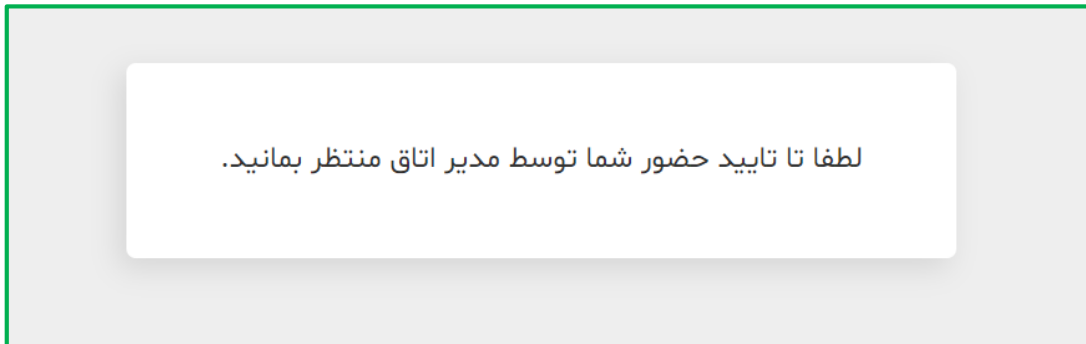 لطفا تا تایید حضور شما توسط مدیر اتاق منتظر بمانید.